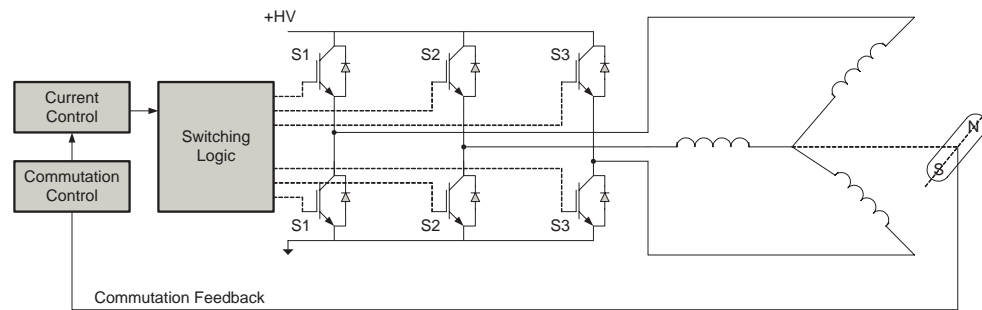 +HV
S1
S2
S3
Current
Control
Switching
Logic
Commutation
Control
N
S
S1
S2
S3
Commutation Feedback